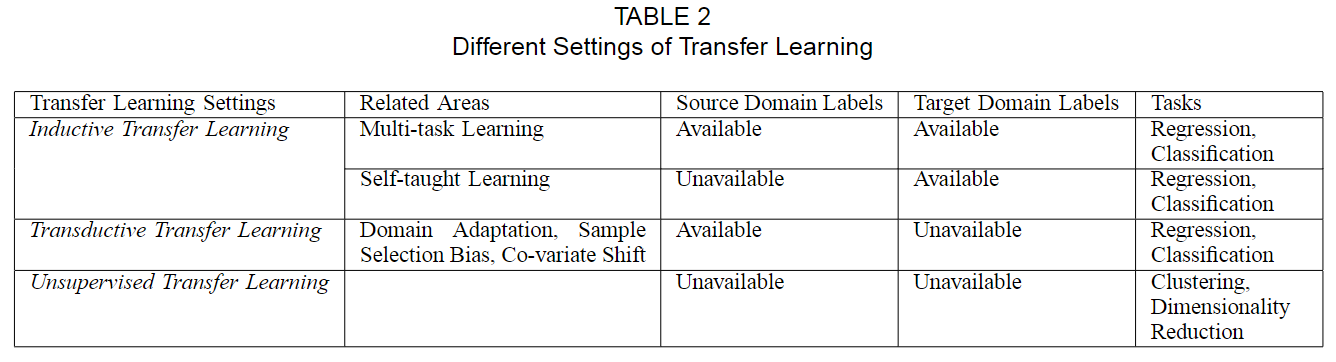 TABLE 2
Different Settings of Transfer Learning
Transfer Learning Settings Related Areas Source Domain Labels Target Domain Labels Tasks
Inductive Transfer Learning Multi-task Learning Available Available Regression,
Classification
Self-taught Learning Unavailable Available Regression,
Classification
Transductive Transfer Learning Domain Adaptation, Sample Available Unavailable Regression,
Selection Bias, Co-variate Shift Classification
Unsupervised Transfer Learning Unavailable Unavailable Clustering,
Dimensionality
Reduction